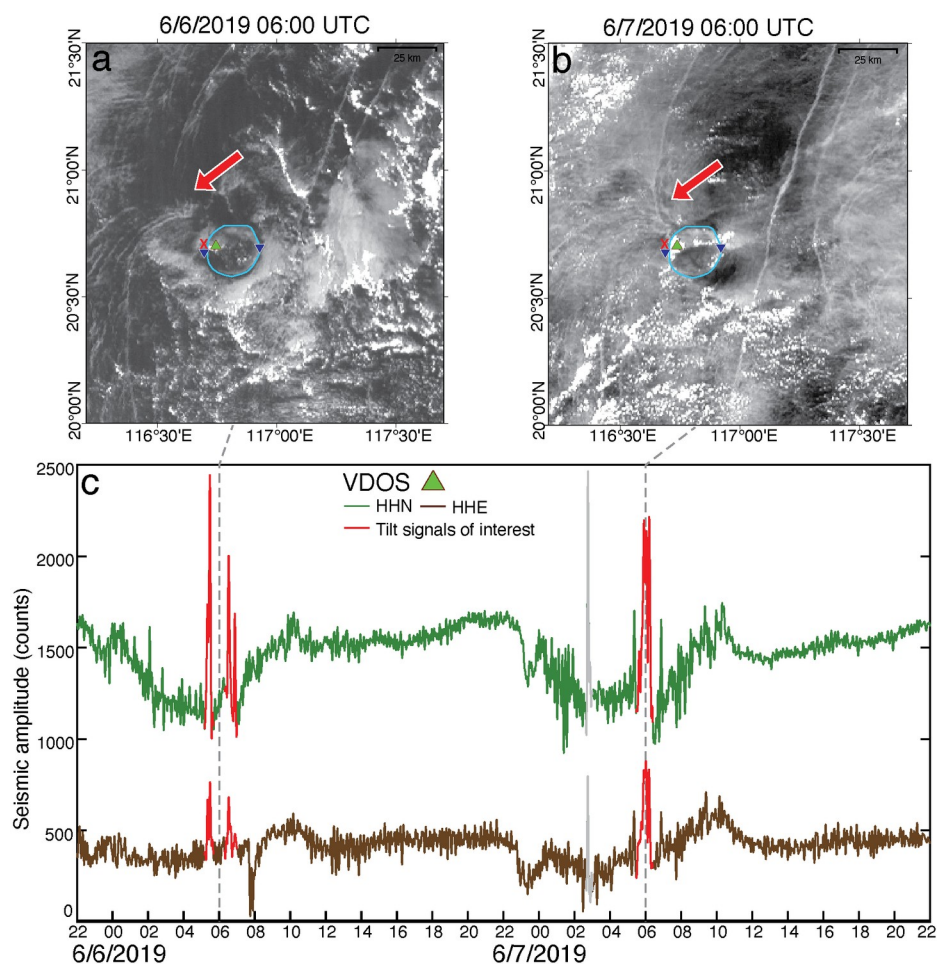 6/6/2019 06:00 UTC
a
25 km
21°30'N
21°00'N
20°30'N
20°00'N
116°30'E
117°00'E
117°30'E
6/7/2019 06:00 UTC
b
25 km
21°30'N
21°00'N
20°30'N
20°00'N
116°30'E
117°00'E
117°30'E
c
VDOS
HHN HHE
Tilt signals of interest
Seismic amplitude (counts)
2500
2000
1500
1000
500
0
22 00 02 04 06 08 10 12 14 16 18 20 22 00 02 04 06 08 10 12 14 16 18 20 22
6/6/2019 6/7/2019